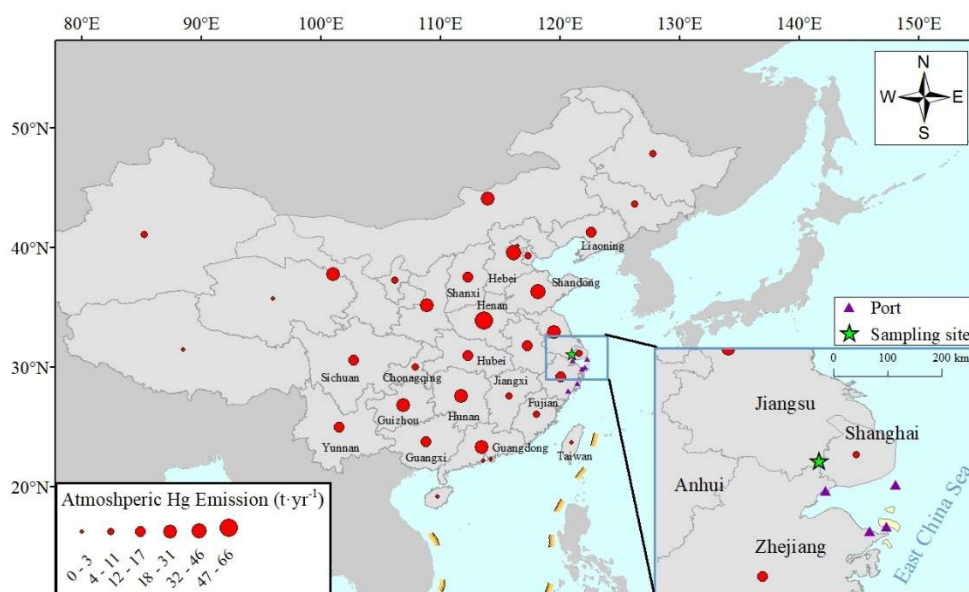 80°E 90°E 100°E 110°E 120°E 130°E 140°E 150°E
N
W E
S
50°N
40°N
30°N
20°N
Liaoning
Hebei
Shanxi
Shandong
Henan
Hubei
Sichuan
Chongqing
Jiangxi
Hunan
Fujian
Guizhou
Yunnan
Guangxi
Guangdong
Taiwan
Port
Sampling site
0 100 200 km
Jiangsu
Shanghai
Anhui
Zhejiang
East China Sea
Atmoshperic Hg Emission (t·yr⁻¹)
0 - 3
4 - 11
12 - 17
18 - 31
32 - 46
47 - 66